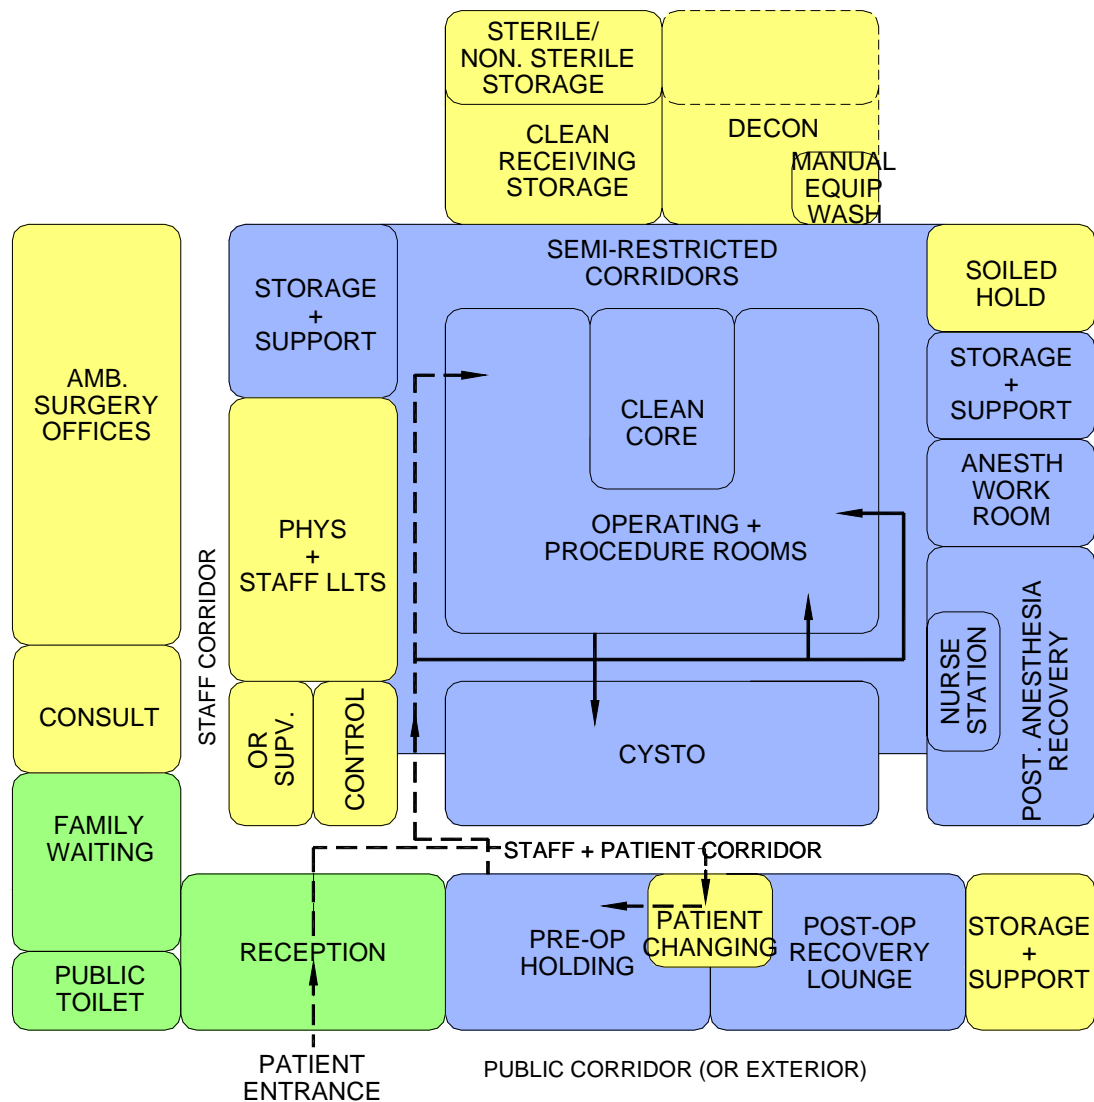 STERILE/
NON. STERILE
STORAGE
CLEAN
RECEIVING
STORAGE
DECON
MANUAL
EQUIP
WASH
AMB.
SURGERY
OFFICES
CONSULT
FAMILY
WAITING
PUBLIC
TOILET
STAFF CORRIDOR
STORAGE
+
SUPPORT
PHYS
+
STAFF LLTS
OR
SUPV.
CONTROL
SEMI-RESTRICTED
CORRIDORS
CLEAN
CORE
OPERATING +
PROCEDURE ROOMS
CYSTO
SOILED
HOLD
STORAGE
+
SUPPORT
ANESTH
WORK
ROOM
NURSE
STATION
POST. ANESTHESIA
RECOVERY
STAFF + PATIENT CORRIDOR
RECEPTION
PRE-OP
HOLDING
PATIENT
CHANGING
POST-OP
RECOVERY
LOUNGE
STORAGE
+
SUPPORT
PATIENT
ENTRANCE
PUBLIC CORRIDOR (OR EXTERIOR)